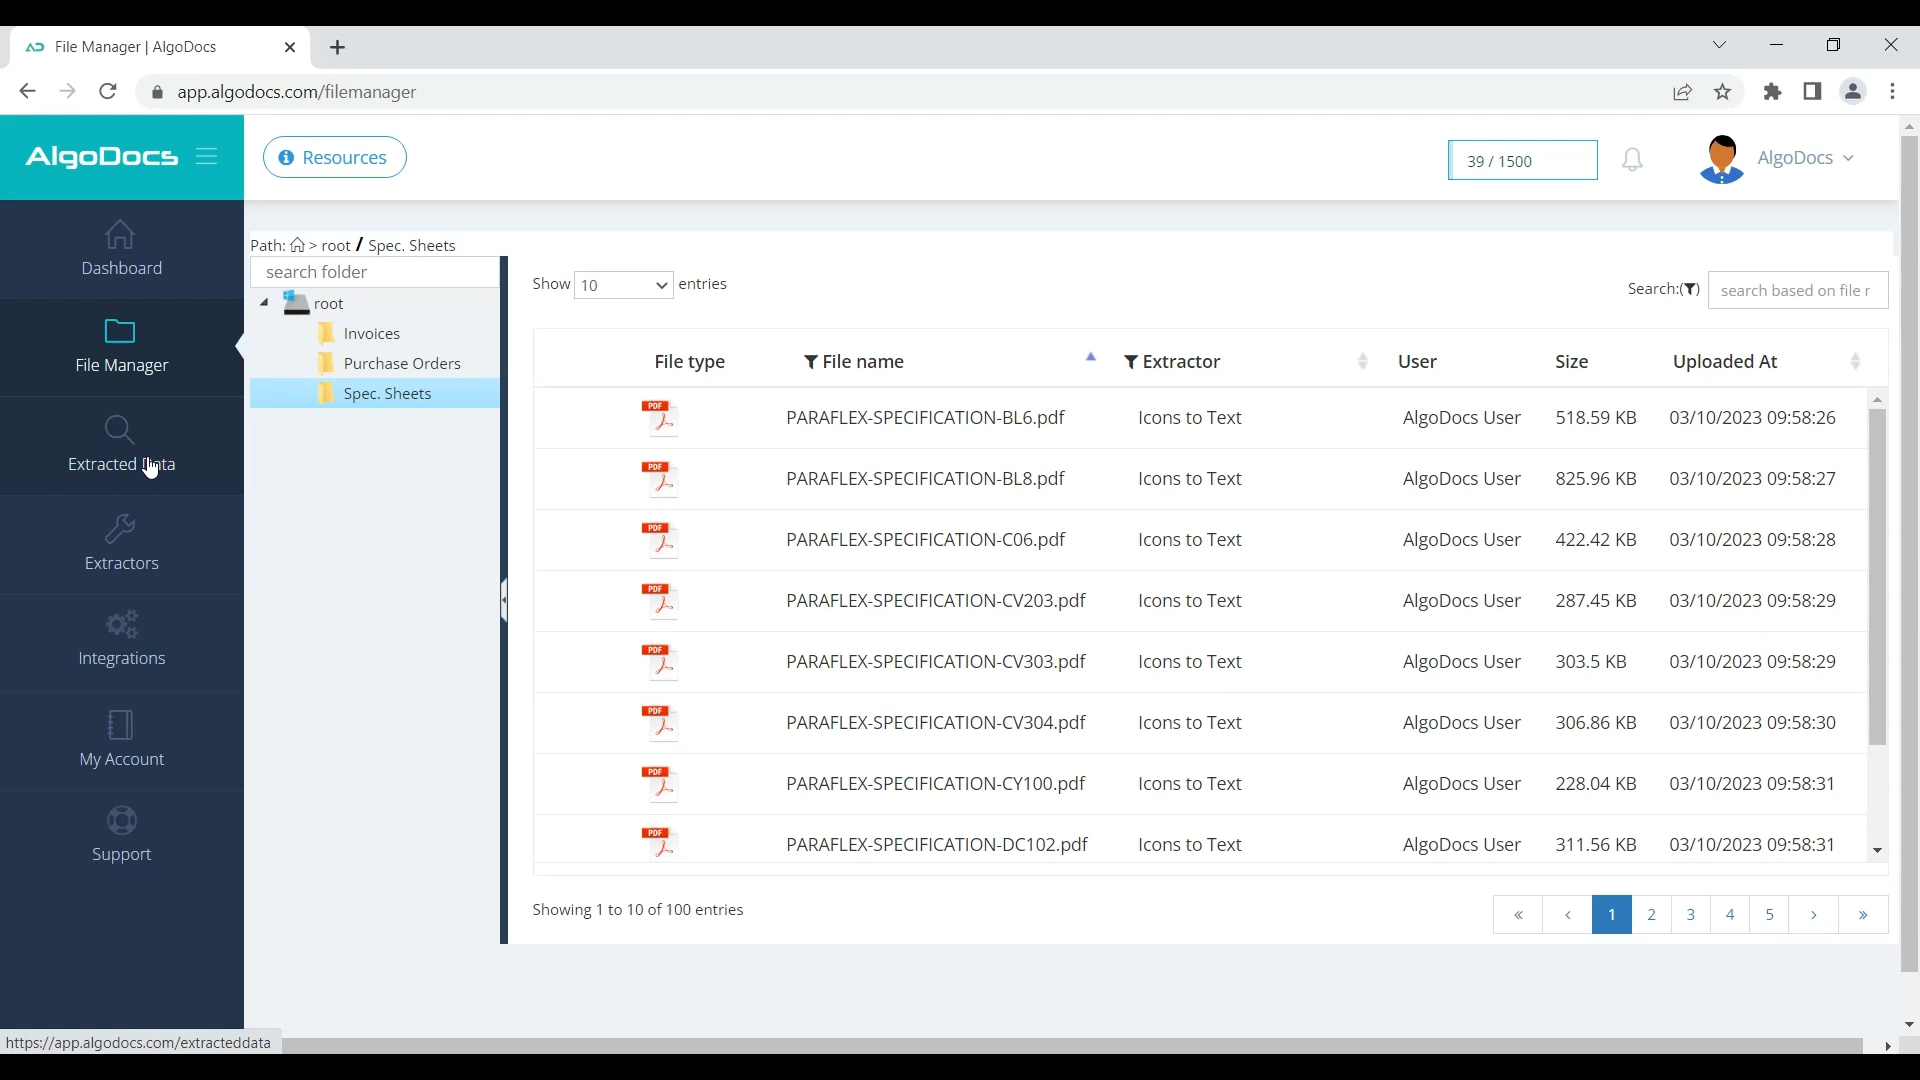 File Manager | AlgoDocs
app.algodocs.com/filemanager
AlgoDocs
Resources
39 / 1500
AlgoDocs
Dashboard
File Manager
Extracted Data
Extractors
Integrations
My Account
Support
Path: > root / Spec. Sheets
search folder
root
Invoices
Purchase Orders
Spec. Sheets
Show 10 entries
Search:( ) search based on file r
File type File name Extractor User Size Uploaded At
PDF PARAFLEX-SPECIFICATION-BL6.pdf Icons to Text AlgoDocs User 518.59 KB 03/10/2023 09:58:26
PDF PARAFLEX-SPECIFICATION-BL8.pdf Icons to Text AlgoDocs User 825.96 KB 03/10/2023 09:58:27
PDF PARAFLEX-SPECIFICATION-C06.pdf Icons to Text AlgoDocs User 422.42 KB 03/10/2023 09:58:28
PDF PARAFLEX-SPECIFICATION-CV203.pdf Icons to Text AlgoDocs User 287.45 KB 03/10/2023 09:58:29
PDF PARAFLEX-SPECIFICATION-CV303.pdf Icons to Text AlgoDocs User 303.5 KB 03/10/2023 09:58:29
PDF PARAFLEX-SPECIFICATION-CV304.pdf Icons to Text AlgoDocs User 306.86 KB 03/10/2023 09:58:30
PDF PARAFLEX-SPECIFICATION-CY100.pdf Icons to Text AlgoDocs User 228.04 KB 03/10/2023 09:58:31
PDF PARAFLEX-SPECIFICATION-DC102.pdf Icons to Text AlgoDocs User 311.56 KB 03/10/2023 09:58:31
Showing 1 to 10 of 100 entries
« ‹ 1 2 3 4 5 › »
https://app.algodocs.com/extracteddata